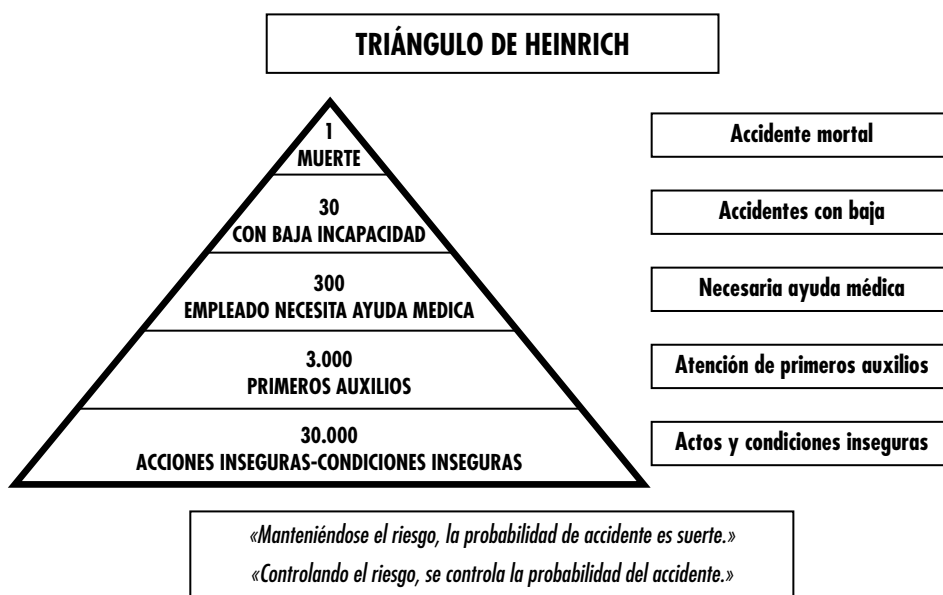 TRIÁNGULO DE HEINRICH
1
MUERTE
Accidente mortal
30
CON BAJA INCAPACIDAD
Accidentes con baja
300
EMPLEADO NECESITA AYUDA MEDICA
Necesaria ayuda médica
3.000
PRIMEROS AUXILIOS
Atención de primeros auxilios
30.000
ACCIONES INSEGURAS-CONDICIONES INSEGURAS
Actos y condiciones inseguras
«Manteniéndose el riesgo, la probabilidad de accidente es suerte.»
«Controlando el riesgo, se controla la probabilidad del accidente.»